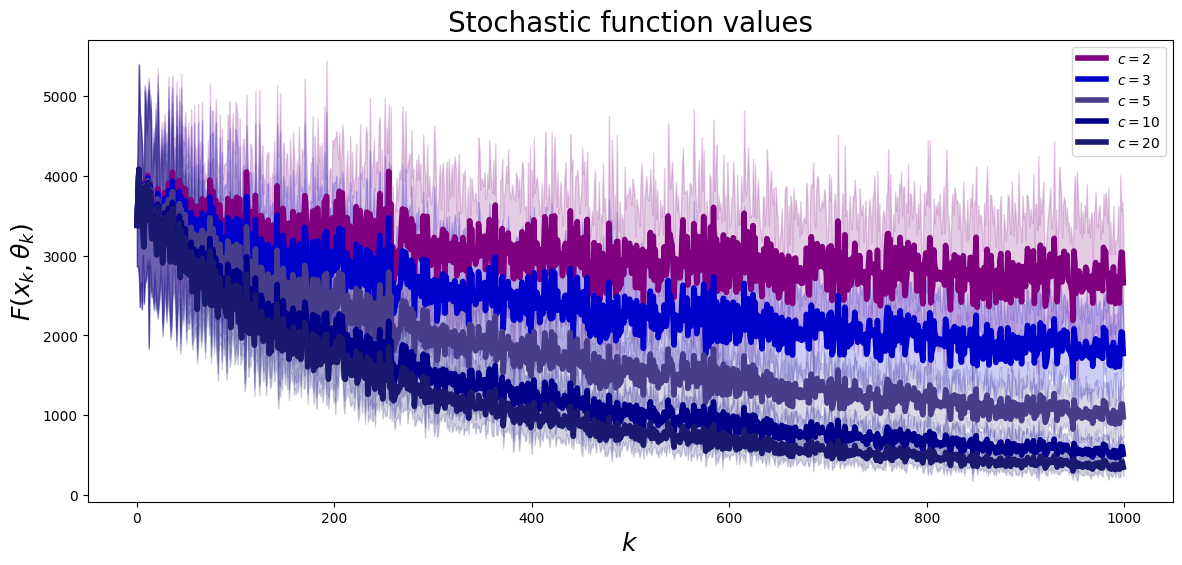 Stochastic function values
c = 2
c = 3
c = 5
c = 10
c = 20
5000
4000
3000
2000
1000
0
F(x_k, θ_k)
0 200 400 600 800 1000
k